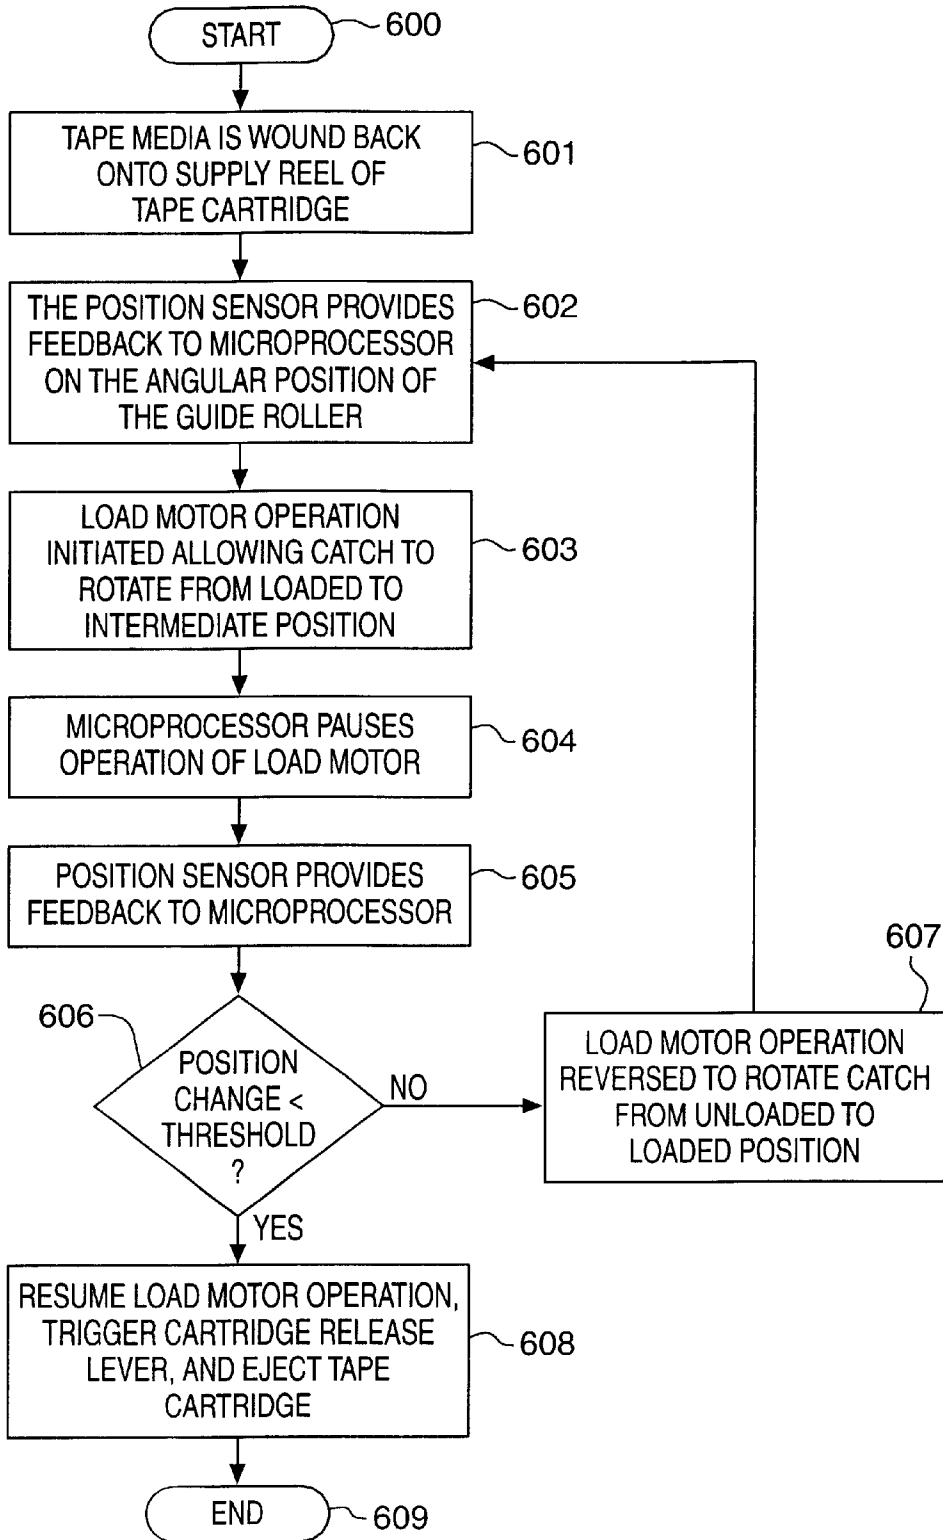 START
600
TAPE MEDIA IS WOUND BACK
ONTO SUPPLY REEL OF
TAPE CARTRIDGE
601
THE POSITION SENSOR PROVIDES
FEEDBACK TO MICROPROCESSOR
ON THE ANGULAR POSITION OF
THE GUIDE ROLLER
602
LOAD MOTOR OPERATION
INITIATED ALLOWING CATCH TO
ROTATE FROM LOADED TO
INTERMEDIATE POSITION
603
MICROPROCESSOR PAUSES
OPERATION OF LOAD MOTOR
604
POSITION SENSOR PROVIDES
FEEDBACK TO MICROPROCESSOR
605
606
POSITION
CHANGE <
THRESHOLD
?
NO
607
LOAD MOTOR OPERATION
REVERSED TO ROTATE CATCH
FROM UNLOADED TO
LOADED POSITION
YES
RESUME LOAD MOTOR OPERATION,
TRIGGER CARTRIDGE RELEASE
LEVER, AND EJECT TAPE
CARTRIDGE
608
END
609